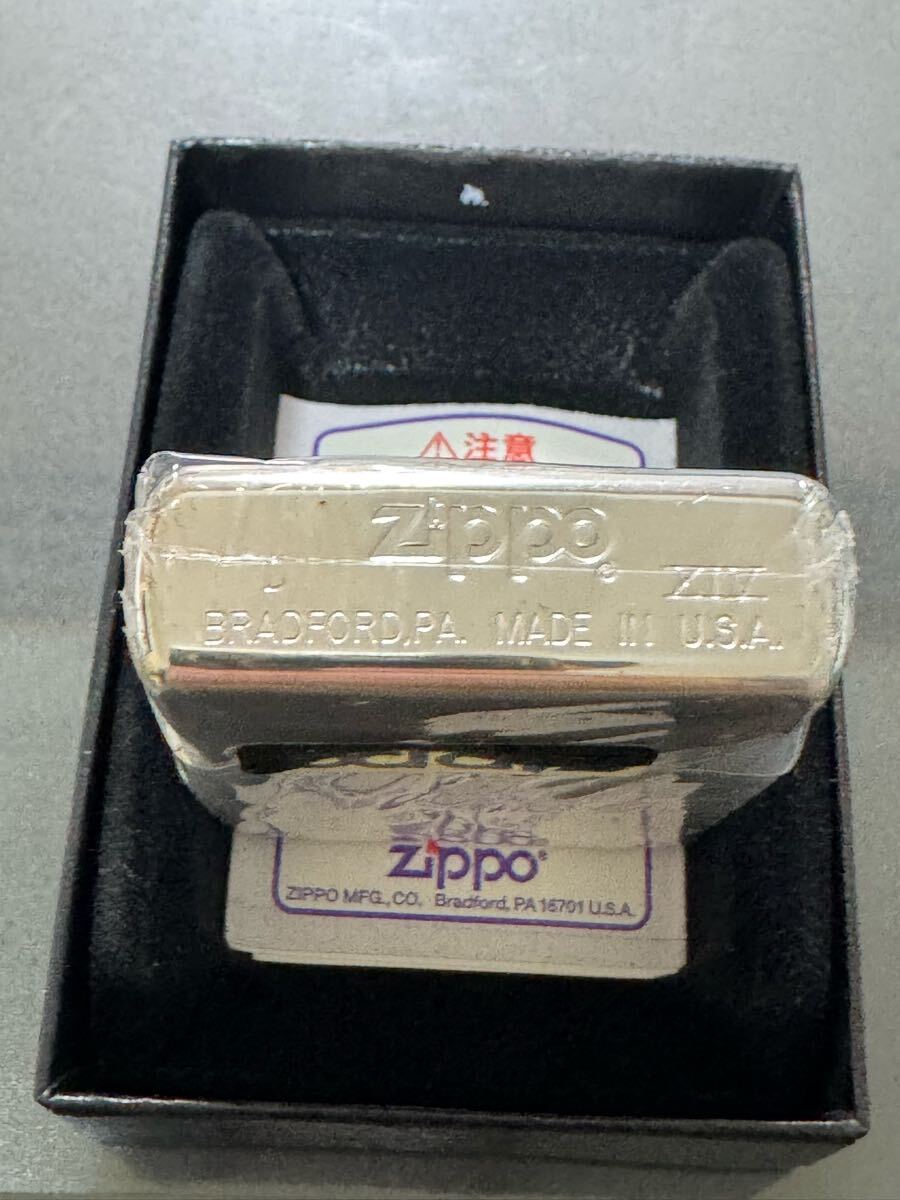 ⚠注意
Zippo®
XIV
BRADFORD,PA. MADE IN U.S.A.
Zippo®
ZIPPO MFG., CO. Bradford, PA 16701 U.S.A.